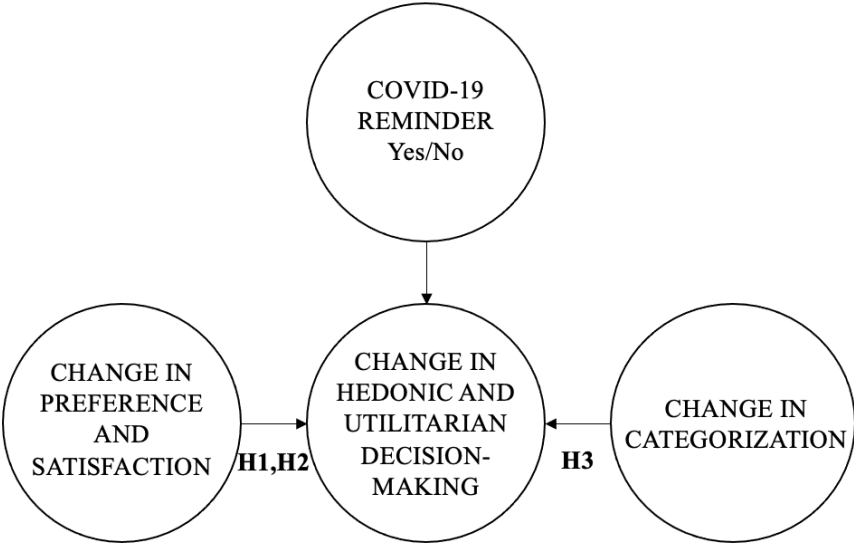 COVID-19
REMINDER
Yes/No
CHANGE IN
PREFERENCE
AND
SATISFACTION
H1,H2
CHANGE IN
HEDONIC AND
UTILITARIAN
DECISION-
MAKING
H3
CHANGE IN
CATEGORIZATION